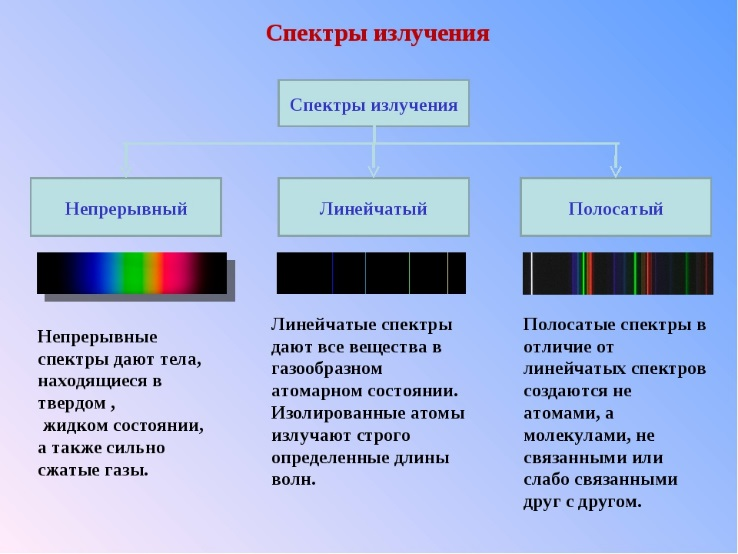 Спектры излучения
Спектры излучения
Непрерывный
Линейчатый
Полосатый
Непрерывные
спектры дают тела,
находящиеся в
твердом ,
жидком состоянии,
а также сильно
сжатые газы.
Линейчатые спектры
дают все вещества в
газообразном
атомарном состоянии.
Изолированные атомы
излучают строго
определенные длины
волн.
Полосатые спектры в
отличие от
линейчатых спектров
создаются не
атомами, а
молекулами, не
связанными или
слабо связанными
друг с другом.